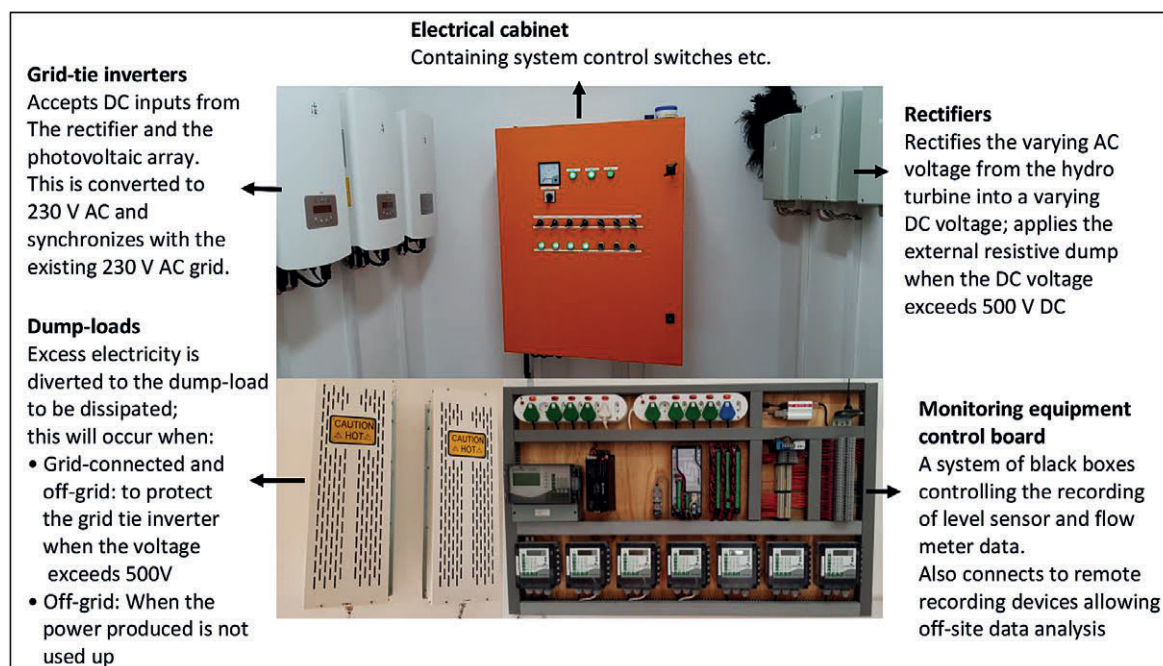 Electrical cabinet
Containing system control switches etc.
Grid-tie inverters
Accepts DC inputs from
The rectifier and the
photovoltaic array.
This is converted to
230 V AC and
synchronizes with the
existing 230 V AC grid.
Dump-loads
Excess electricity is
diverted to the dump-load
to be dissipated;
this will occur when:
• Grid-connected and
off-grid: to protect
the grid tie inverter
when the voltage
exceeds 500V
• Off-grid: When the
power produced is not
used up
Rectifiers
Rectifies the varying AC
voltage from the hydro
turbine into a varying
DC voltage; applies the
external resistive dump
when the DC voltage
exceeds 500 V DC
Monitoring equipment
control board
A system of black boxes
controlling the recording
of level sensor and flow
meter data.
Also connects to remote
recording devices allowing
off-site data analysis
CAUTION
HOT
CAUTION
HOT